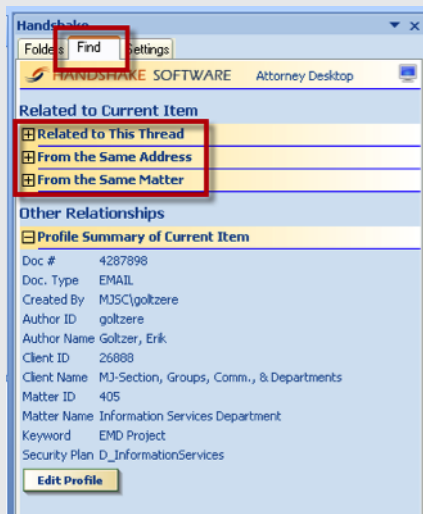 Handshake
Folders Find Settings
HANDSHAKE SOFTWARE Attorney Desktop
Related to Current Item
Related to This Thread
From the Same Address
From the Same Matter
Other Relationships
Profile Summary of Current Item
Doc # 4287898
Doc. Type EMAIL
Created By MJSC\goltzere
Author ID goltzere
Author Name Goltzer, Erik
Client ID 26888
Client Name MJ-Section, Groups, Comm., & Departments
Matter ID 405
Matter Name Information Services Department
Keyword EMD Project
Security Plan D_InformationServices
Edit Profile